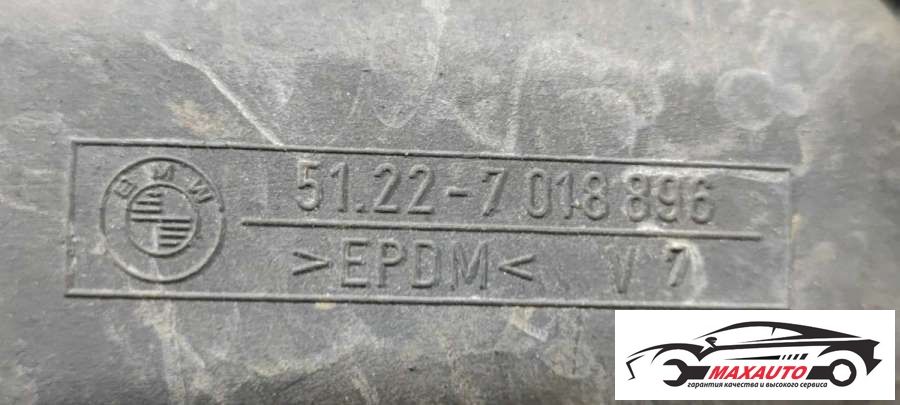 BMW
51.22-7 018 896
>EPDM< V 7
MAXAUTO
гарантия качества и высокого сервиса